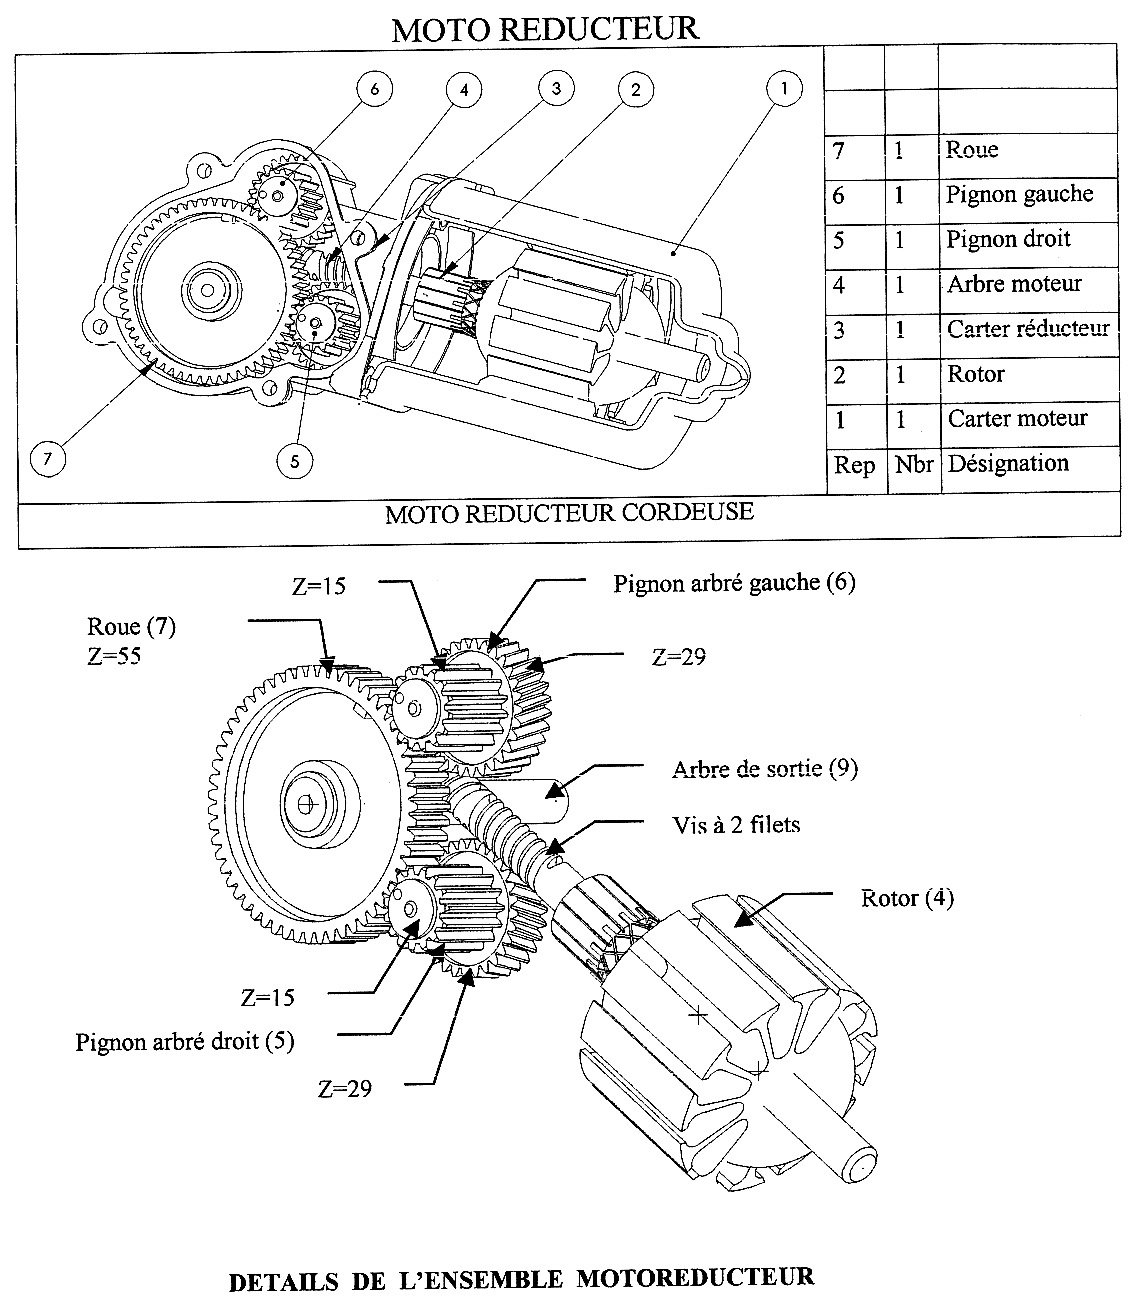 MOTO REDUCTEUR
6
4
3
2
1
7
5
7 1 Roue
6 1 Pignon gauche
5 1 Pignon droit
4 1 Arbre moteur
3 1 Carter réducteur
2 1 Rotor
1 1 Carter moteur
Rep Nbr Désignation
MOTO REDUCTEUR CORDEUSE
Z=15
Pignon arbré gauche (6)
Roue (7)
Z=55
Z=29
Arbre de sortie (9)
Vis à 2 filets
Rotor (4)
Z=15
Pignon arbré droit (5)
Z=29
DETAILS DE L'ENSEMBLE MOTOREDUCTEUR